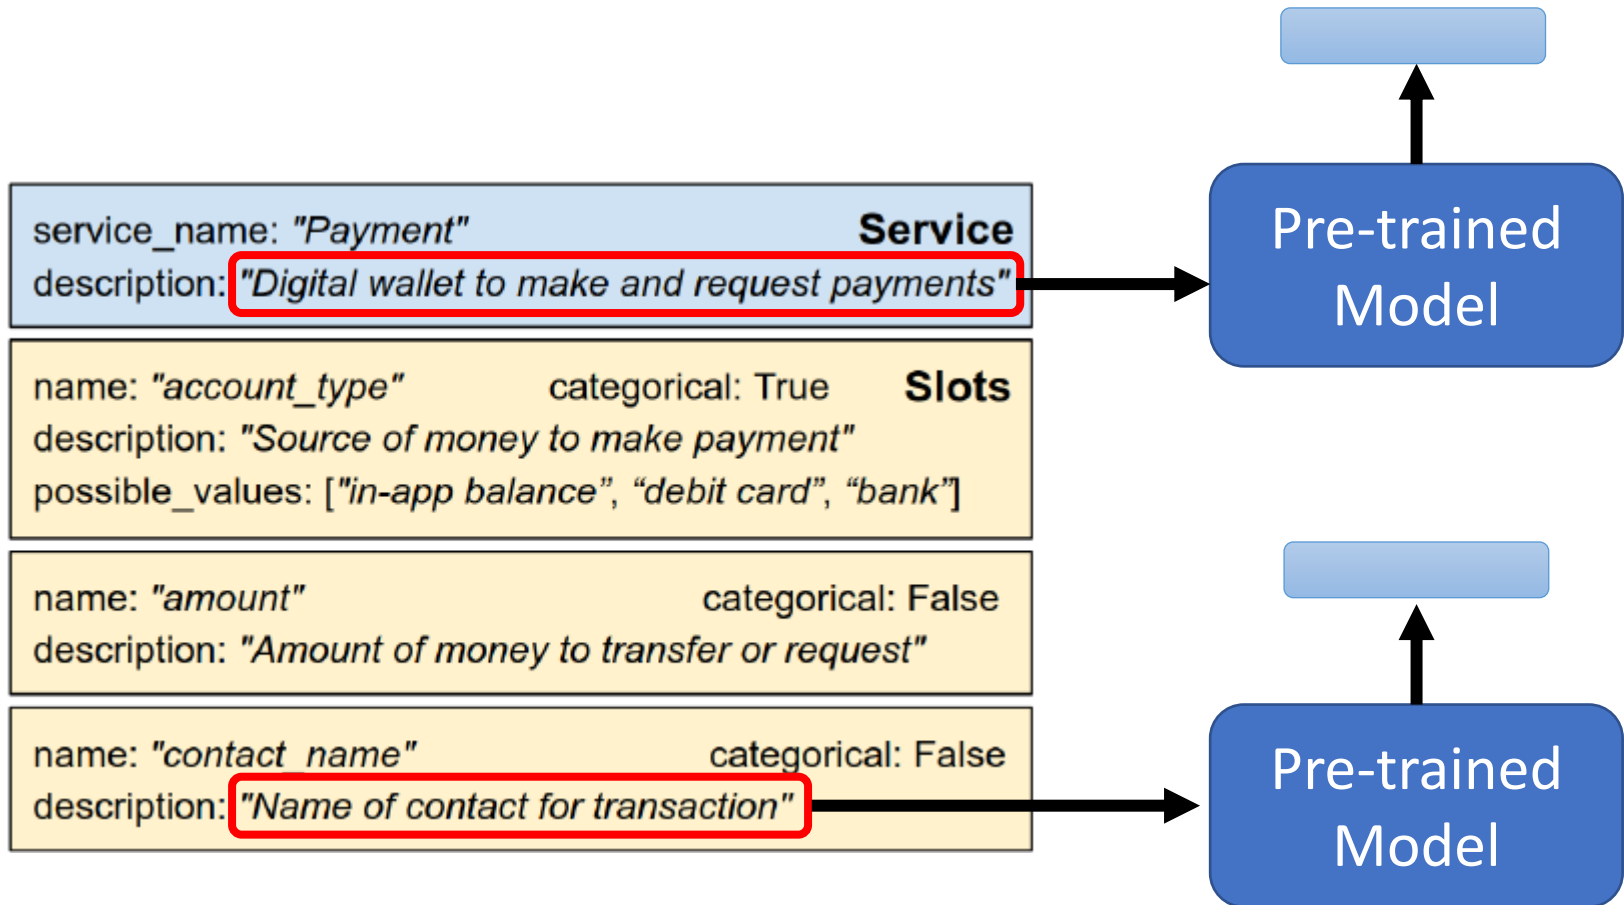 service_name: "Payment" Service
description: "Digital wallet to make and request payments"
name: "account_type" categorical: True Slots
description: "Source of money to make payment"
possible_values: ["in-app balance”, “debit card”, “bank”]
name: "amount" categorical: False
description: "Amount of money to transfer or request"
name: "contact_name" categorical: False
description: "Name of contact for transaction"
Pre-trained
Model
Pre-trained
Model